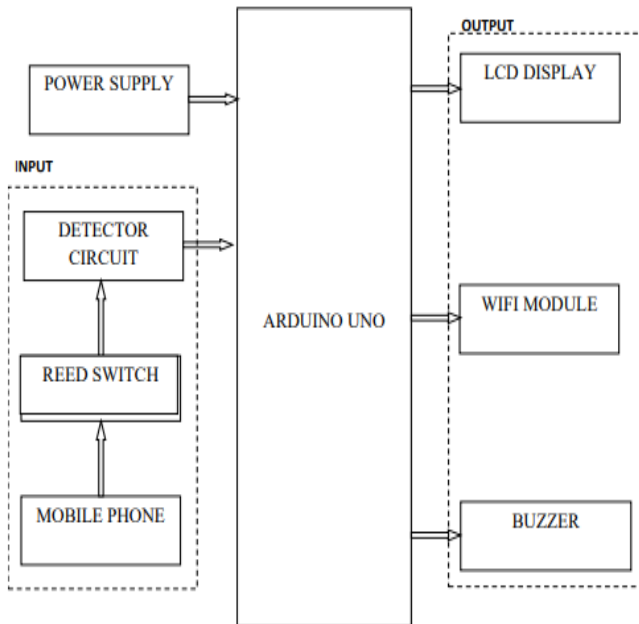 OUTPUT
POWER SUPPLY
LCD DISPLAY
INPUT
DETECTOR
CIRCUIT
ARDUINO UNO
WIFI MODULE
REED SWITCH
MOBILE PHONE
BUZZER